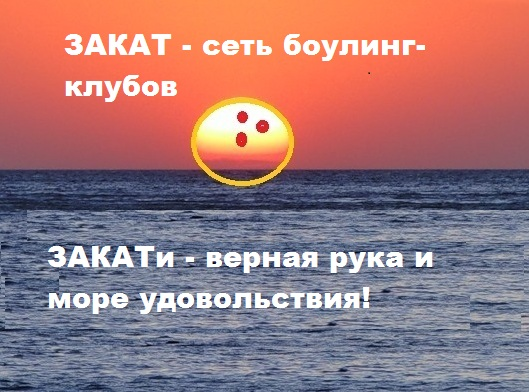 ЗАКАТ - сеть боулинг-
клубов
ЗАКАТи - верная рука и
море удовольствия!